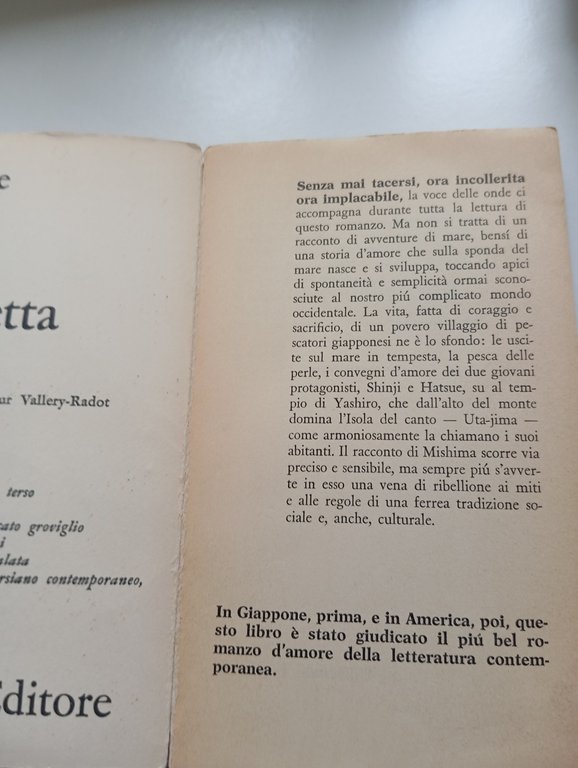 e
etta
ur Vallery-Radot
terso
cato groviglio
i
alata
rsiano contemporaneo,
Editore
Senza mai tacersi, ora incollerita
ora implacabile, la voce delle onde ci
accompagna durante tutta la lettura di
questo romanzo. Ma non si tratta di un
racconto di avventure di mare, bensí di
una storia d'amore che sulla sponda del
mare nasce e si sviluppa, toccando apici
di spontaneità e semplicità ormai scono-
sciute al nostro piú complicato mondo
occidentale. La vita, fatta di coraggio e
sacrificio, di un povero villaggio di pe-
scatori giapponesi ne è lo sfondo: le usci-
te sul mare in tempesta, la pesca delle
perle, i convegni d'amore dei due giovani
protagonisti, Shinji e Hatsue, su al tem-
pio di Yashiro, che dall'alto del monte
domina l'Isola del canto — Uta-jima —
come armoniosamente la chiamano i suoi
abitanti. Il racconto di Mishima scorre via
preciso e sensibile, ma sempre piú s'avver-
te in esso una vena di ribellione ai miti
e alle regole di una ferrea tradizione so-
ciale e, anche, culturale.
In Giappone, prima, e in America, poi, que-
sto libro è stato giudicato il piú bel ro-
manzo d'amore della letteratura contem-
poranea.